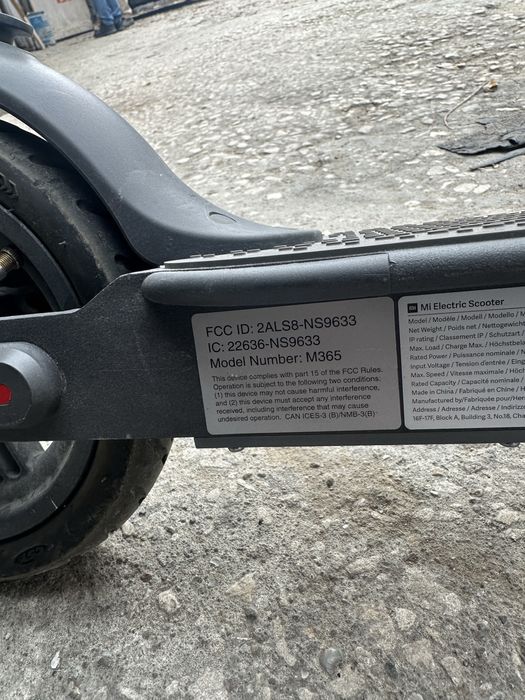 FCC ID: 2ALS8-NS9633
IC: 22636-NS9633
Model Number: M365
This device complies with part 15 of the FCC Rules.
Operation is subject to the following two conditions:
(1) this device may not cause harmful interference,
and (2) this device must accept any interference
received, including interference that may cause
undesired operation. CAN ICES-3 (B)/NMB-3(B)
mi Mi Electric Scooter
Model / Modèle / Modell / Modello / M
Net Weight / Poids net / Nettogewich
IP rating / Classement IP / Schutzart /
Max. Load / Charge Max. / Höchstbela
Rated Power / Puissance nominale /
Input Voltage / Tension d'entrée / Eing
Max. Speed / Vitesse maximale / Höchs
Rated Capacity / Capacité nominale /
Made in China / Fabriqué en Chine / H
Manufactured by/Fabriquée pour/Her
Address / Adresse / Adresse / Indirizz
16F-17F, Block A, Building 3, No.18, Cha